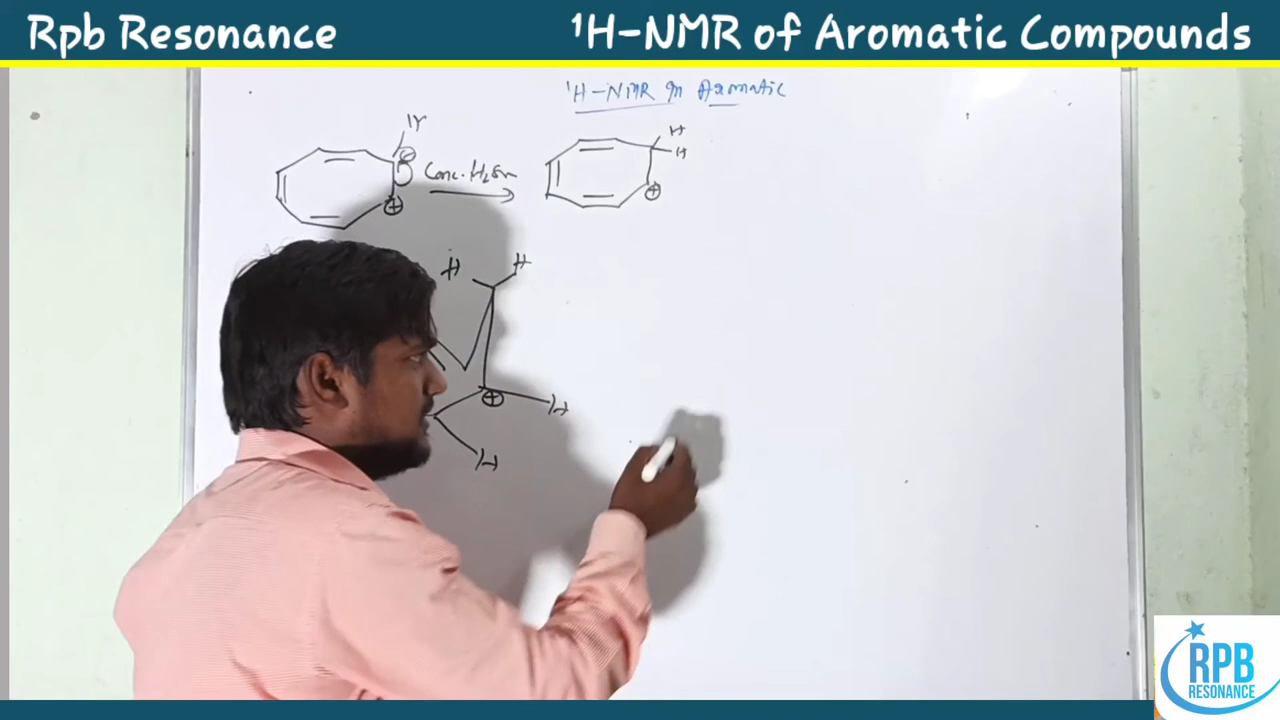 Rpb Resonance
¹H-NMR of Aromatic Compounds
¹H-NMR In Aromatic
H
H
H
⊖
Conc. H₂SO₄
⊕
⊕
H
H
⊕
H
H
RPB
RESONANCE